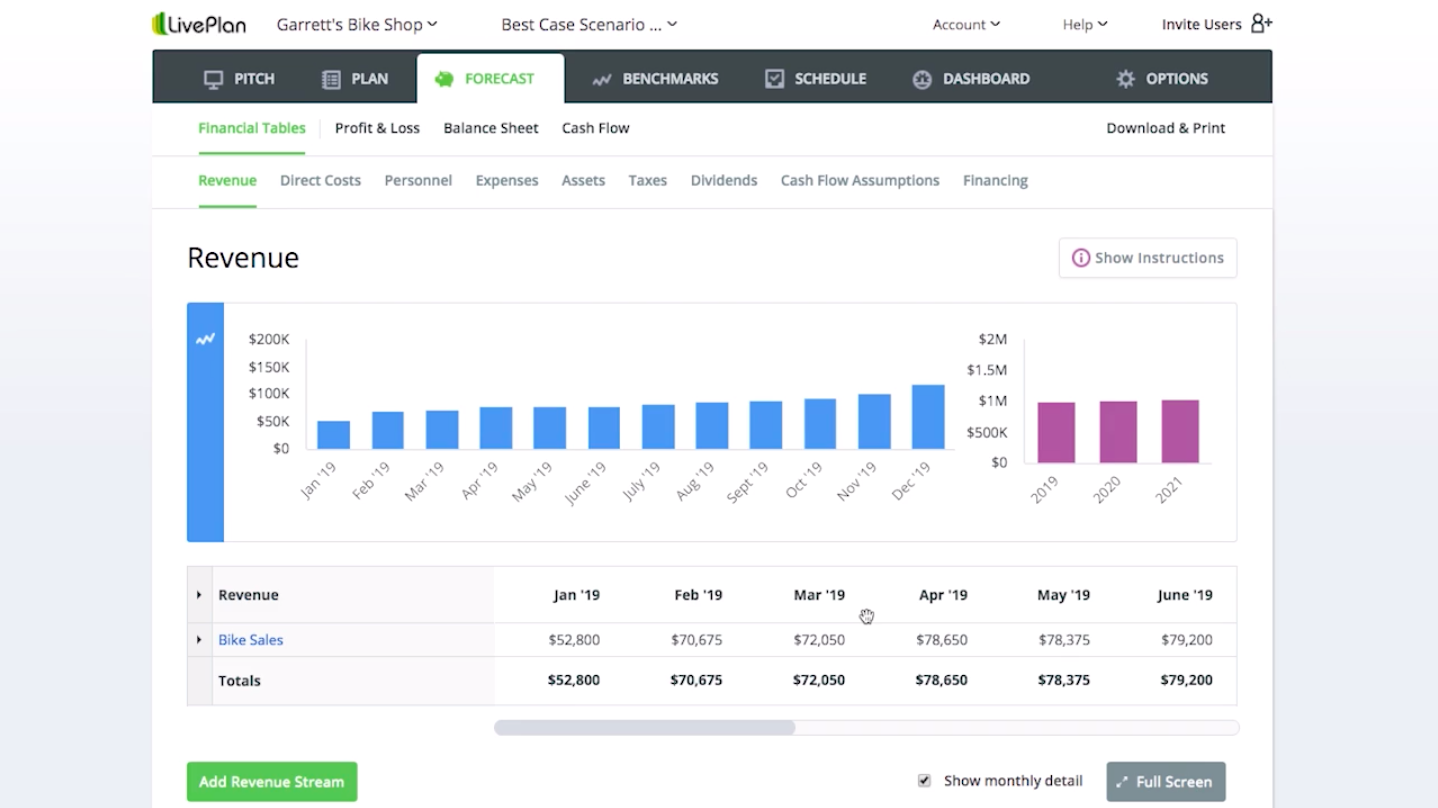 LivePlan Garrett's Bike Shop Best Case Scenario ... Account Help Invite Users
PITCH PLAN FORECAST BENCHMARKS SCHEDULE DASHBOARD OPTIONS
Financial Tables Profit & Loss Balance Sheet Cash Flow Download & Print
Revenue Direct Costs Personnel Expenses Assets Taxes Dividends Cash Flow Assumptions Financing
Revenue
Show Instructions
$200K
$150K
$100K
$50K
$0
Jan '19 Feb '19 Mar '19 Apr '19 May '19 June '19 July '19 Aug '19 Sept '19 Oct '19 Nov '19 Dec '19
$2M
$1.5M
$1M
$500K
$0
2019 2020 2021
Revenue Jan '19 Feb '19 Mar '19 Apr '19 May '19 June '19
Bike Sales $52,800 $70,675 $72,050 $78,650 $78,375 $79,200
Totals $52,800 $70,675 $72,050 $78,650 $78,375 $79,200
Add Revenue Stream Show monthly detail Full Screen